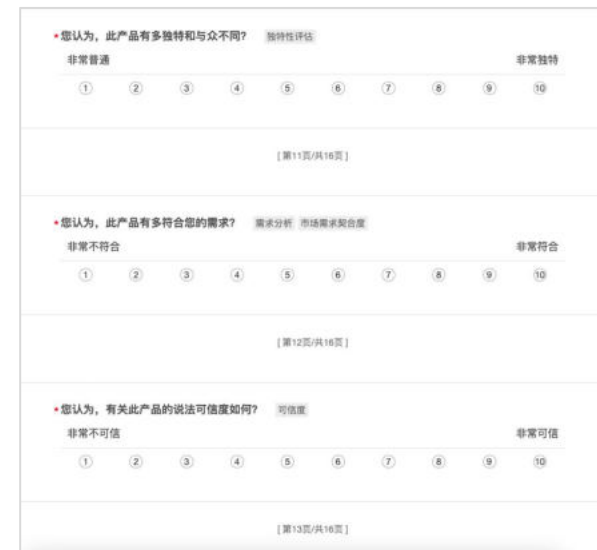 *您认为，此产品有多独特和与众不同? 独特性评估
非常普通 非常独特
① ② ③ ④ ⑤ ⑥ ⑦ ⑧ ⑨ ⑩
[ 第11页/共16页 ]
*您认为，此产品有多符合您的需求? 需求分析 市场需求契合度
非常不符合 非常符合
① ② ③ ④ ⑤ ⑥ ⑦ ⑧ ⑨ ⑩
[ 第12页/共16页 ]
*您认为，有关此产品的说法可信度如何? 可信度
非常不可信 非常可信
① ② ③ ④ ⑤ ⑥ ⑦ ⑧ ⑨ ⑩
[ 第13页/共16页 ]